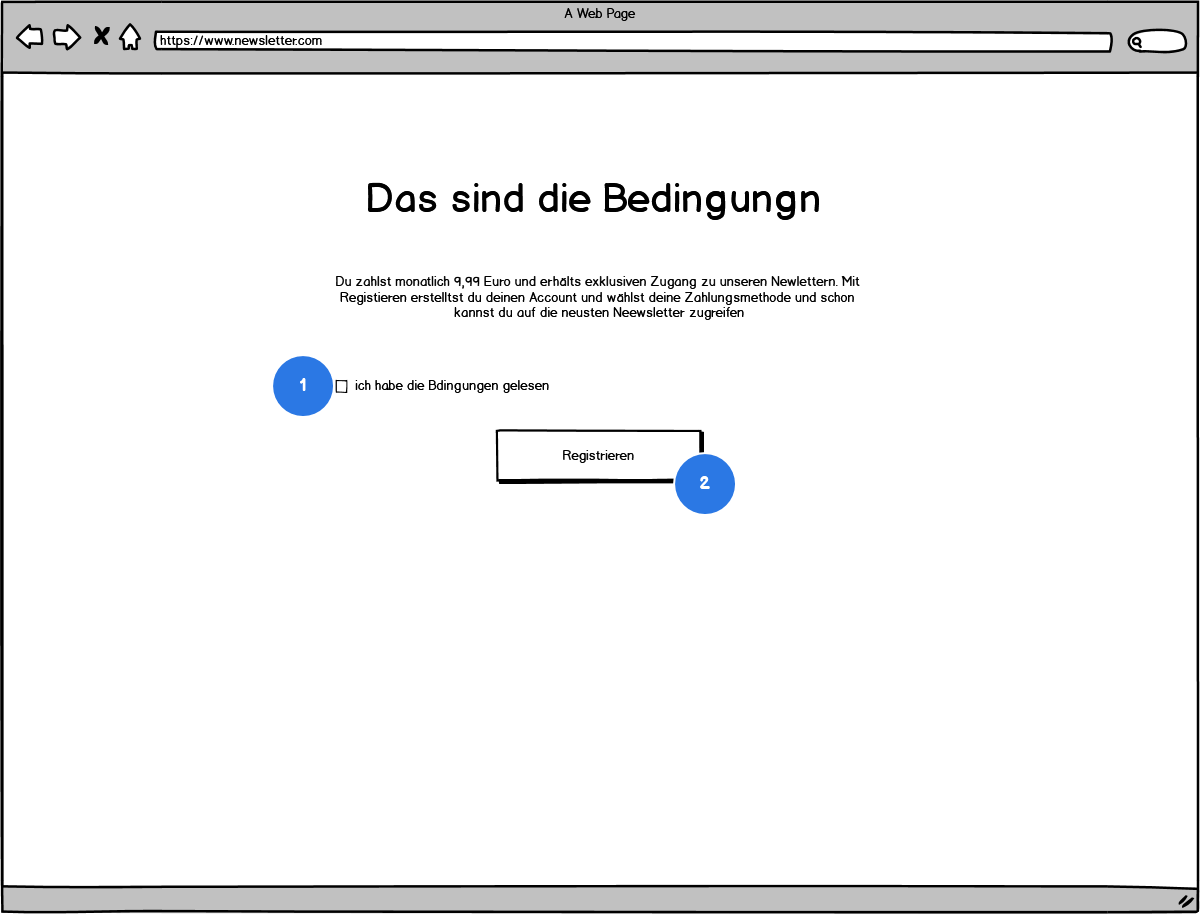 A Web Page
https://www.newsletter.com
Das sind die Bedingungn
Du zahlst monatlich 9,99 Euro und erhälts exklusiven Zugang zu unseren Newlettern. Mit
Registieren erstelltst du deinen Account und wählst deine Zahlungsmethode und schon
kannst du auf die neusten Neewsletter zugreifen
1
ich habe die Bdingungen gelesen
Registrieren
2